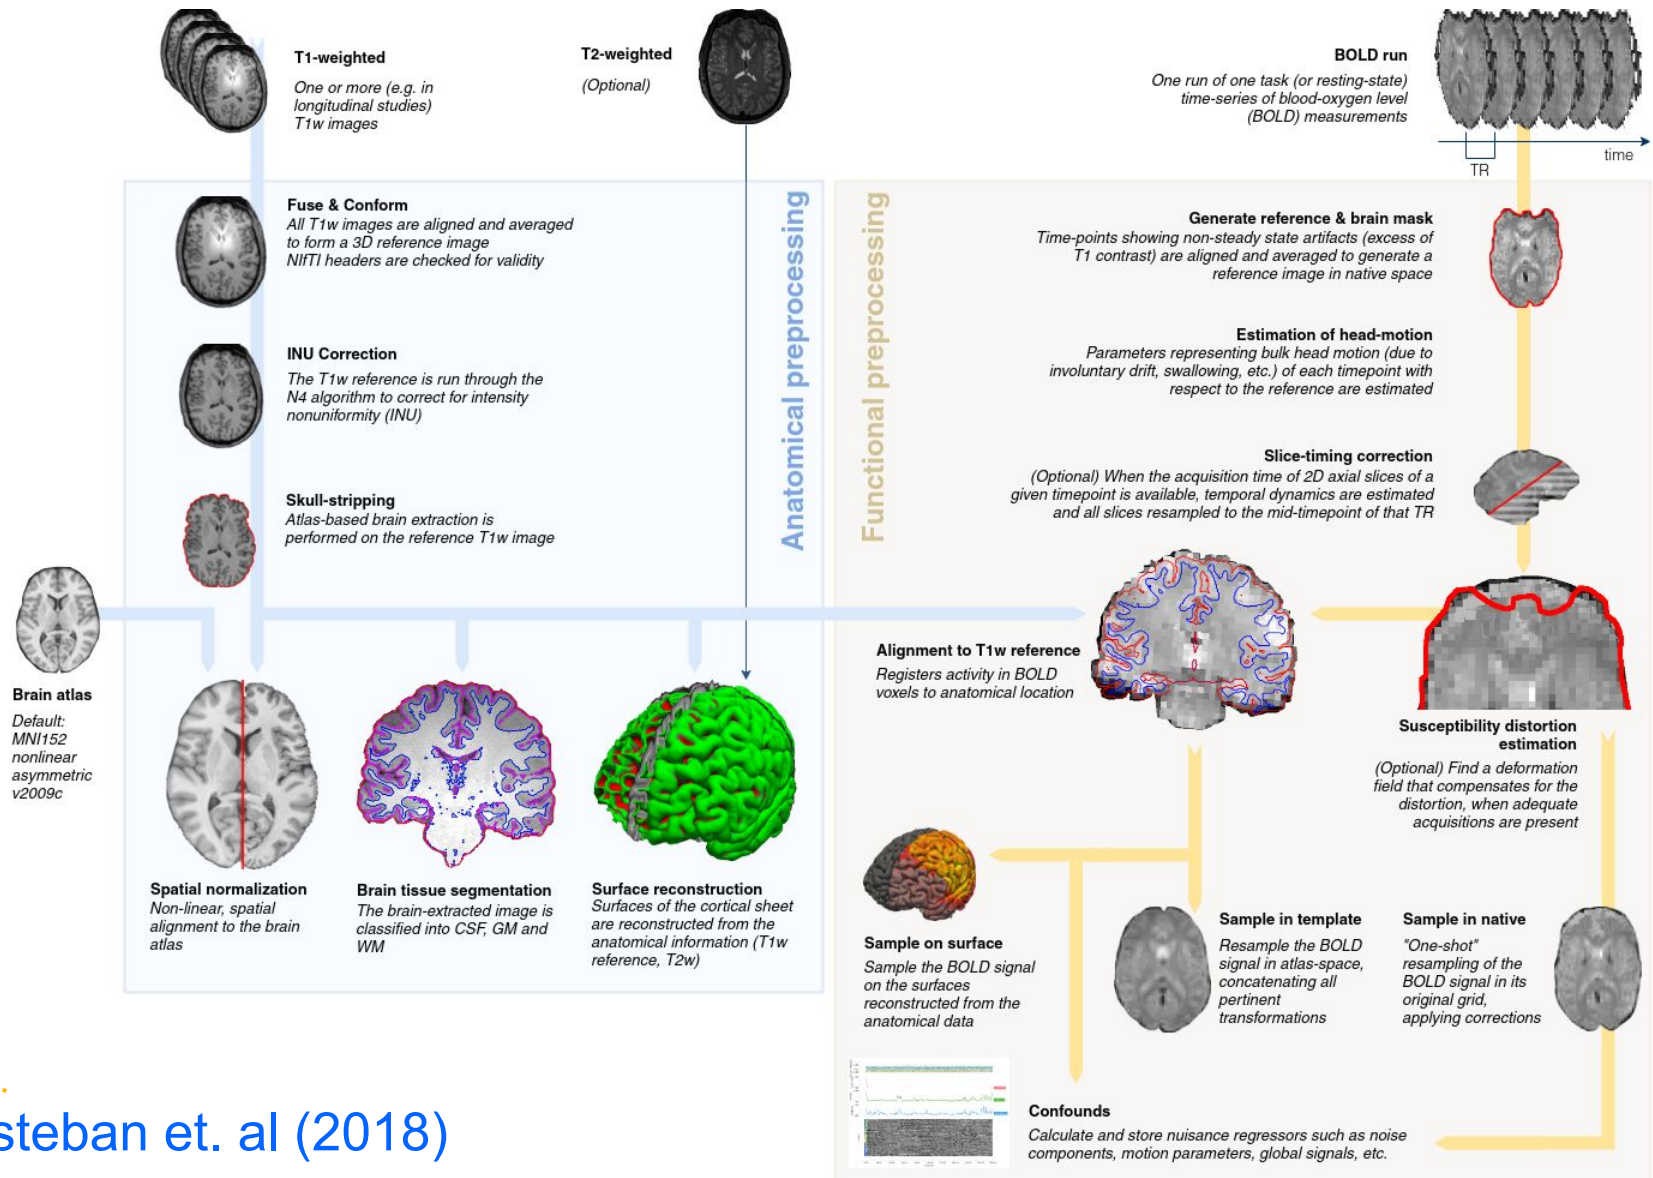 T1-weighted
One or more (e.g. in
longitudinal studies)
T1w images
T2-weighted
(Optional)
BOLD run
One run of one task (or resting-state)
time-series of blood-oxygen level
(BOLD) measurements
time
TR
Anatomical preprocessing
Fuse & Conform
All T1w images are aligned and averaged
to form a 3D reference image
NIfTI headers are checked for validity
INU Correction
The T1w reference is run through the
N4 algorithm to correct for intensity
nonuniformity (INU)
Skull-stripping
Atlas-based brain extraction is
performed on the reference T1w image
Brain atlas
Default:
MNI152
nonlinear
asymmetric
v2009c
Spatial normalization
Non-linear, spatial
alignment to the brain
atlas
Brain tissue segmentation
The brain-extracted image is
classified into CSF, GM and
WM
Surface reconstruction
Surfaces of the cortical sheet
are reconstructed from the
anatomical information (T1w
reference, T2w)
Functional preprocessing
Generate reference & brain mask
Time-points showing non-steady state artifacts (excess of
T1 contrast) are aligned and averaged to generate a
reference image in native space
Estimation of head-motion
Parameters representing bulk head motion (due to
involuntary drift, swallowing, etc.) of each timepoint with
respect to the reference are estimated
Slice-timing correction
(Optional) When the acquisition time of 2D axial slices of a
given timepoint is available, temporal dynamics are estimated
and all slices resampled to the mid-timepoint of that TR
Alignment to T1w reference
Registers activity in BOLD
voxels to anatomical location
Susceptibility distortion
estimation
(Optional) Find a deformation
field that compensates for the
distortion, when adequate
acquisitions are present
Sample on surface
Sample the BOLD signal
on the surfaces
reconstructed from the
anatomical data
Sample in template
Resample the BOLD
signal in atlas-space,
concatenating all
pertinent
transformations
Sample in native
"One-shot"
resampling of the
BOLD signal in its
original grid,
applying corrections
Confounds
Calculate and store nuisance regressors such as noise
components, motion parameters, global signals, etc.
steban et. al (2018)